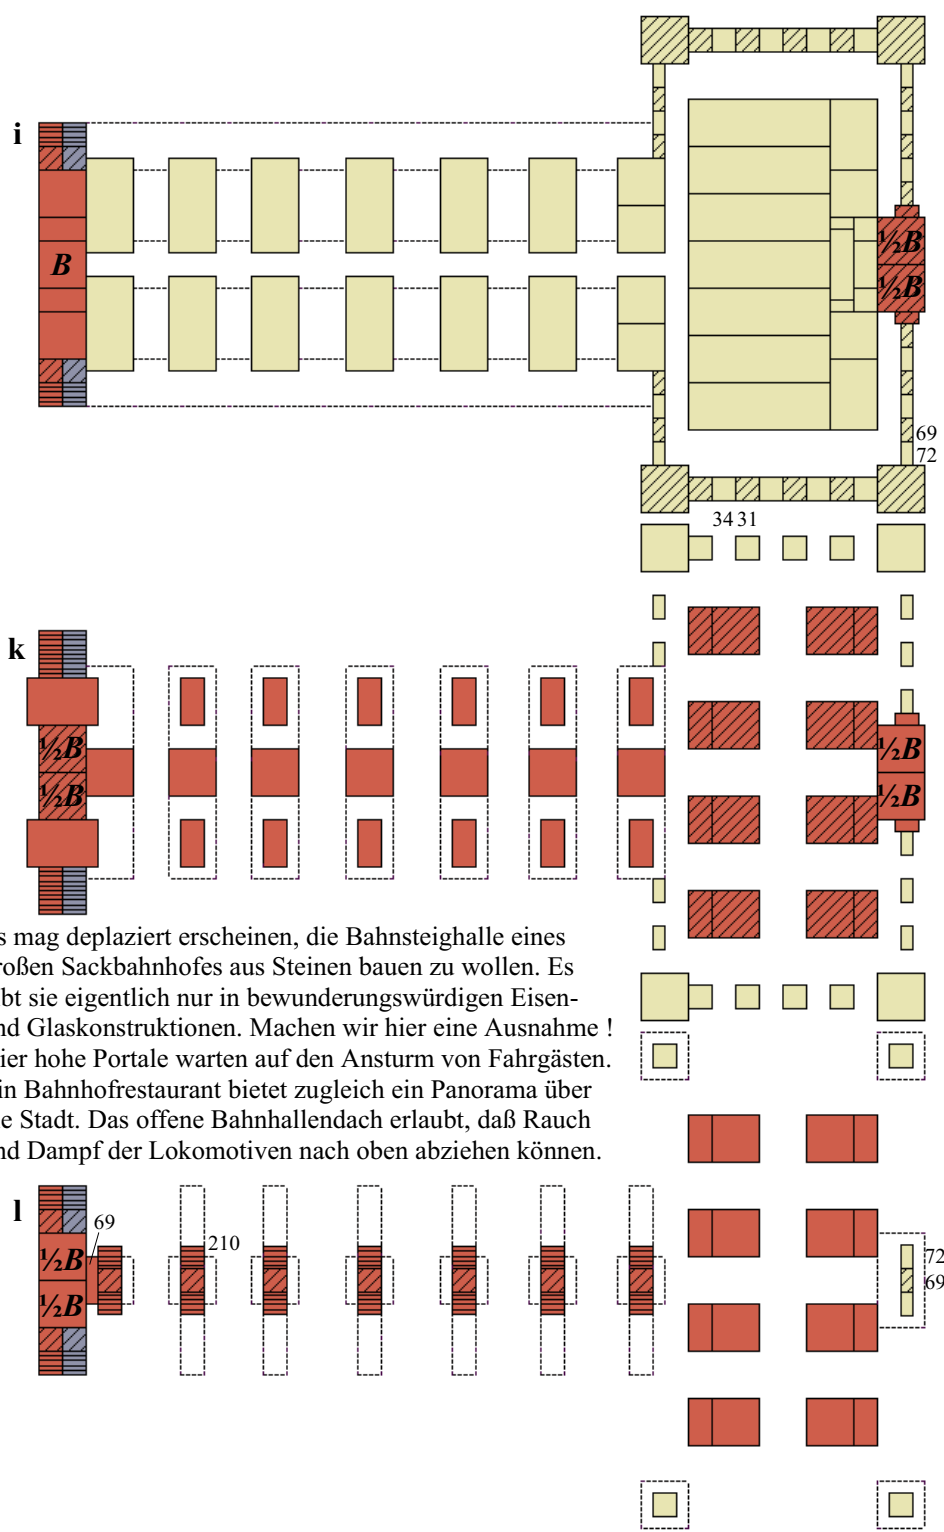 i
B
½B
½B
69
72
34 31
k
½B
½B
½B
½B
s mag deplaziert erscheinen, die Bahnsteighalle eines
roßen Sackbahnhofes aus Steinen bauen zu wollen. Es
bt sie eigentlich nur in bewunderungswürdigen Eisen-
nd Glaskonstruktionen. Machen wir hier eine Ausnahme !
ier hohe Portale warten auf den Ansturm von Fahrgästen.
in Bahnhofrestaurant bietet zugleich ein Panorama über
e Stadt. Das offene Bahnhallendach erlaubt, daß Rauch
nd Dampf der Lokomotiven nach oben abziehen können.
l
69
210
½B
½B
72
69